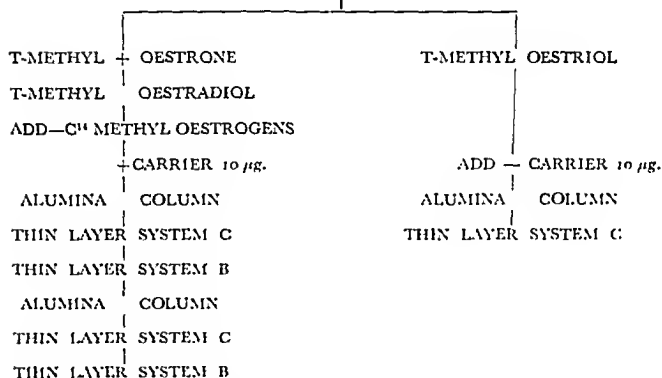 T-METHYL OESTRONE
T-METHYL OESTRADIOL
ADD—C¹⁴ METHYL OESTROGENS
+ CARRIER 10 μg.
ALUMINA COLUMN
THIN LAYER SYSTEM C
THIN LAYER SYSTEM B
ALUMINA COLUMN
THIN LAYER SYSTEM C
THIN LAYER SYSTEM B
T-METHYL OESTRIOL
ADD — CARRIER 10 μg.
ALUMINA COLUMN
THIN LAYER SYSTEM C